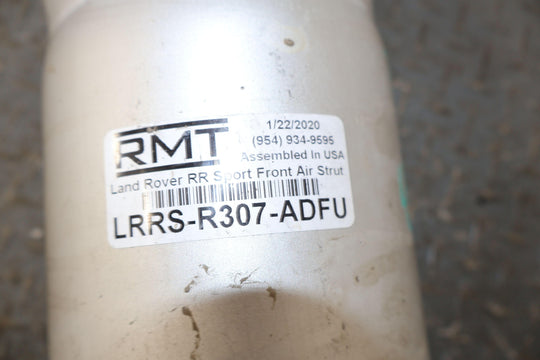 RMT
1/22/2020
(954) 934-9595
Assembled In USA
Land Rover RR Sport Front Air Strut
LRRS-R307-ADFU